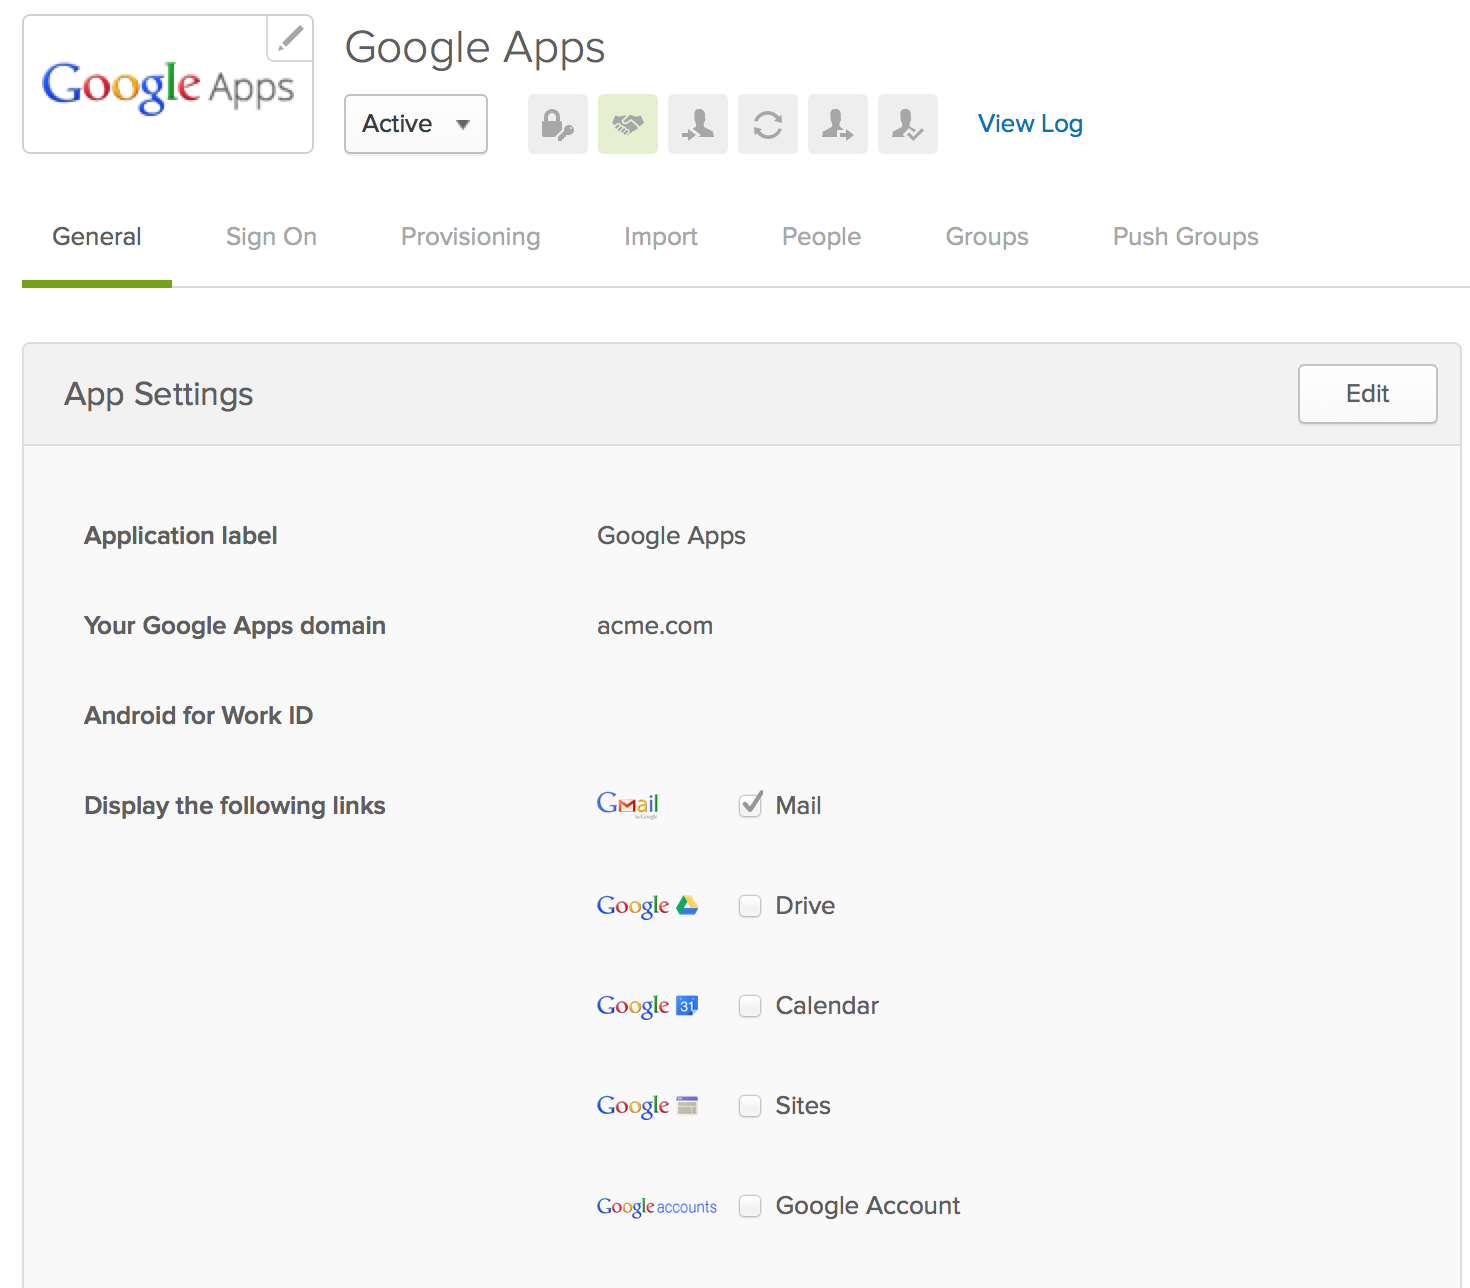 Google Apps
Google Apps
Active
View Log
General Sign On Provisioning Import People Groups Push Groups
App Settings
Edit
Application label Google Apps
Your Google Apps domain acme.com
Android for Work ID
Display the following links Gmail by Google Mail
Google Drive
Google 31 Calendar
Google Sites
Google accounts Google Account